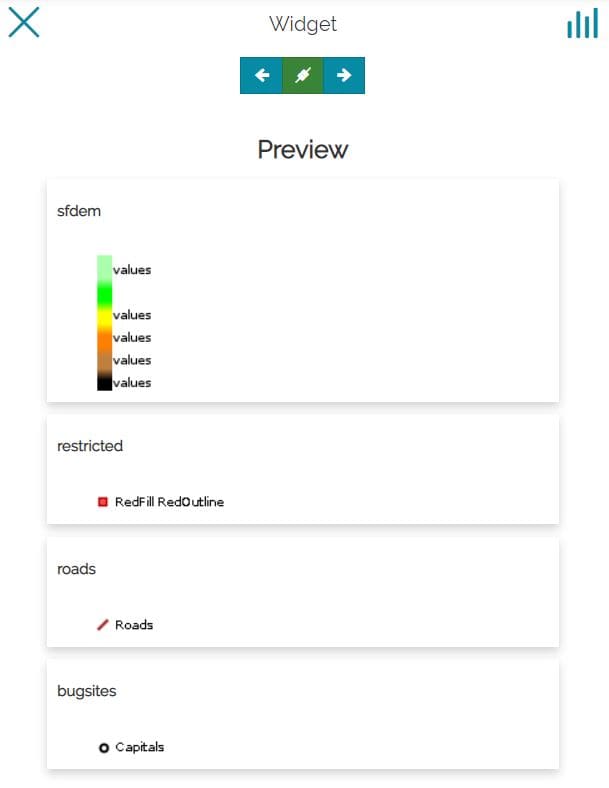 Widget
Preview
sfdem
values
values
values
values
values
restricted
RedFill RedOutline
roads
Roads
bugsites
Capitals